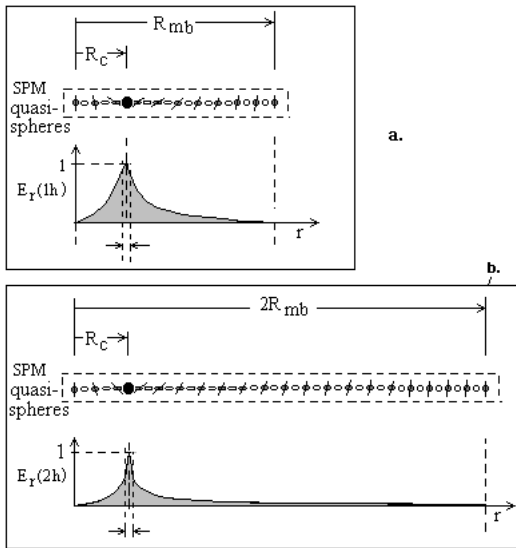 R_mb
R_c
SPM
quasi-
spheres
a.
1
E_r(1h)
r
b.
2R_mb
R_c
SPM
quasi-
spheres
1
E_r(2h)
r